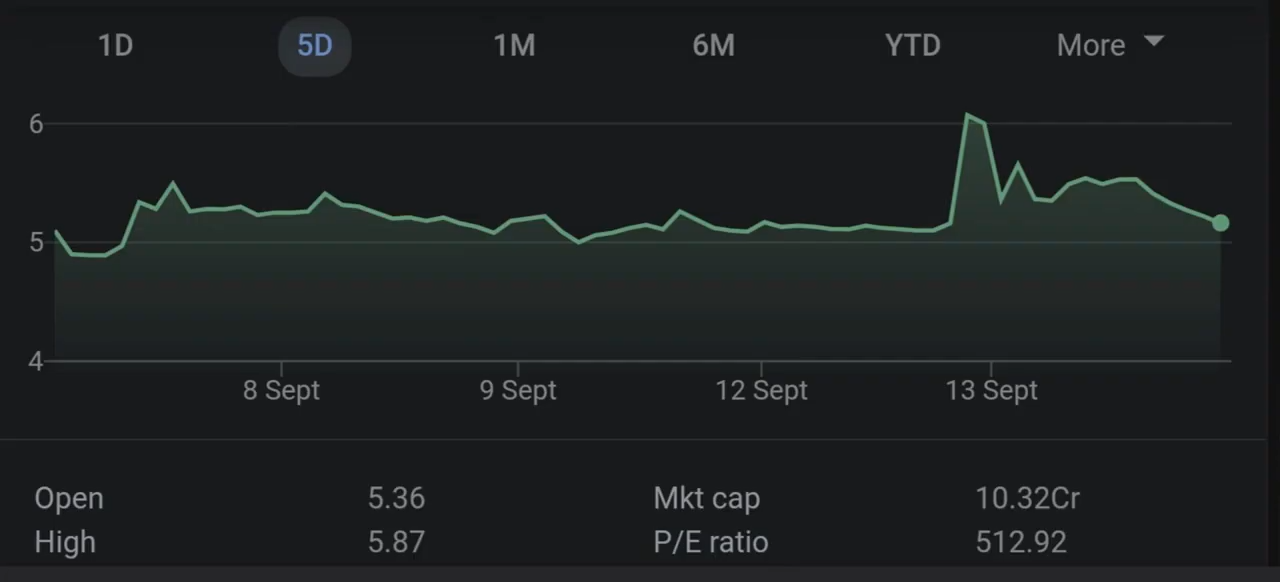 1D 5D 1M 6M YTD More
6
5
4
8 Sept 9 Sept 12 Sept 13 Sept
Open 5.36 Mkt cap 10.32Cr
High 5.87 P/E ratio 512.92